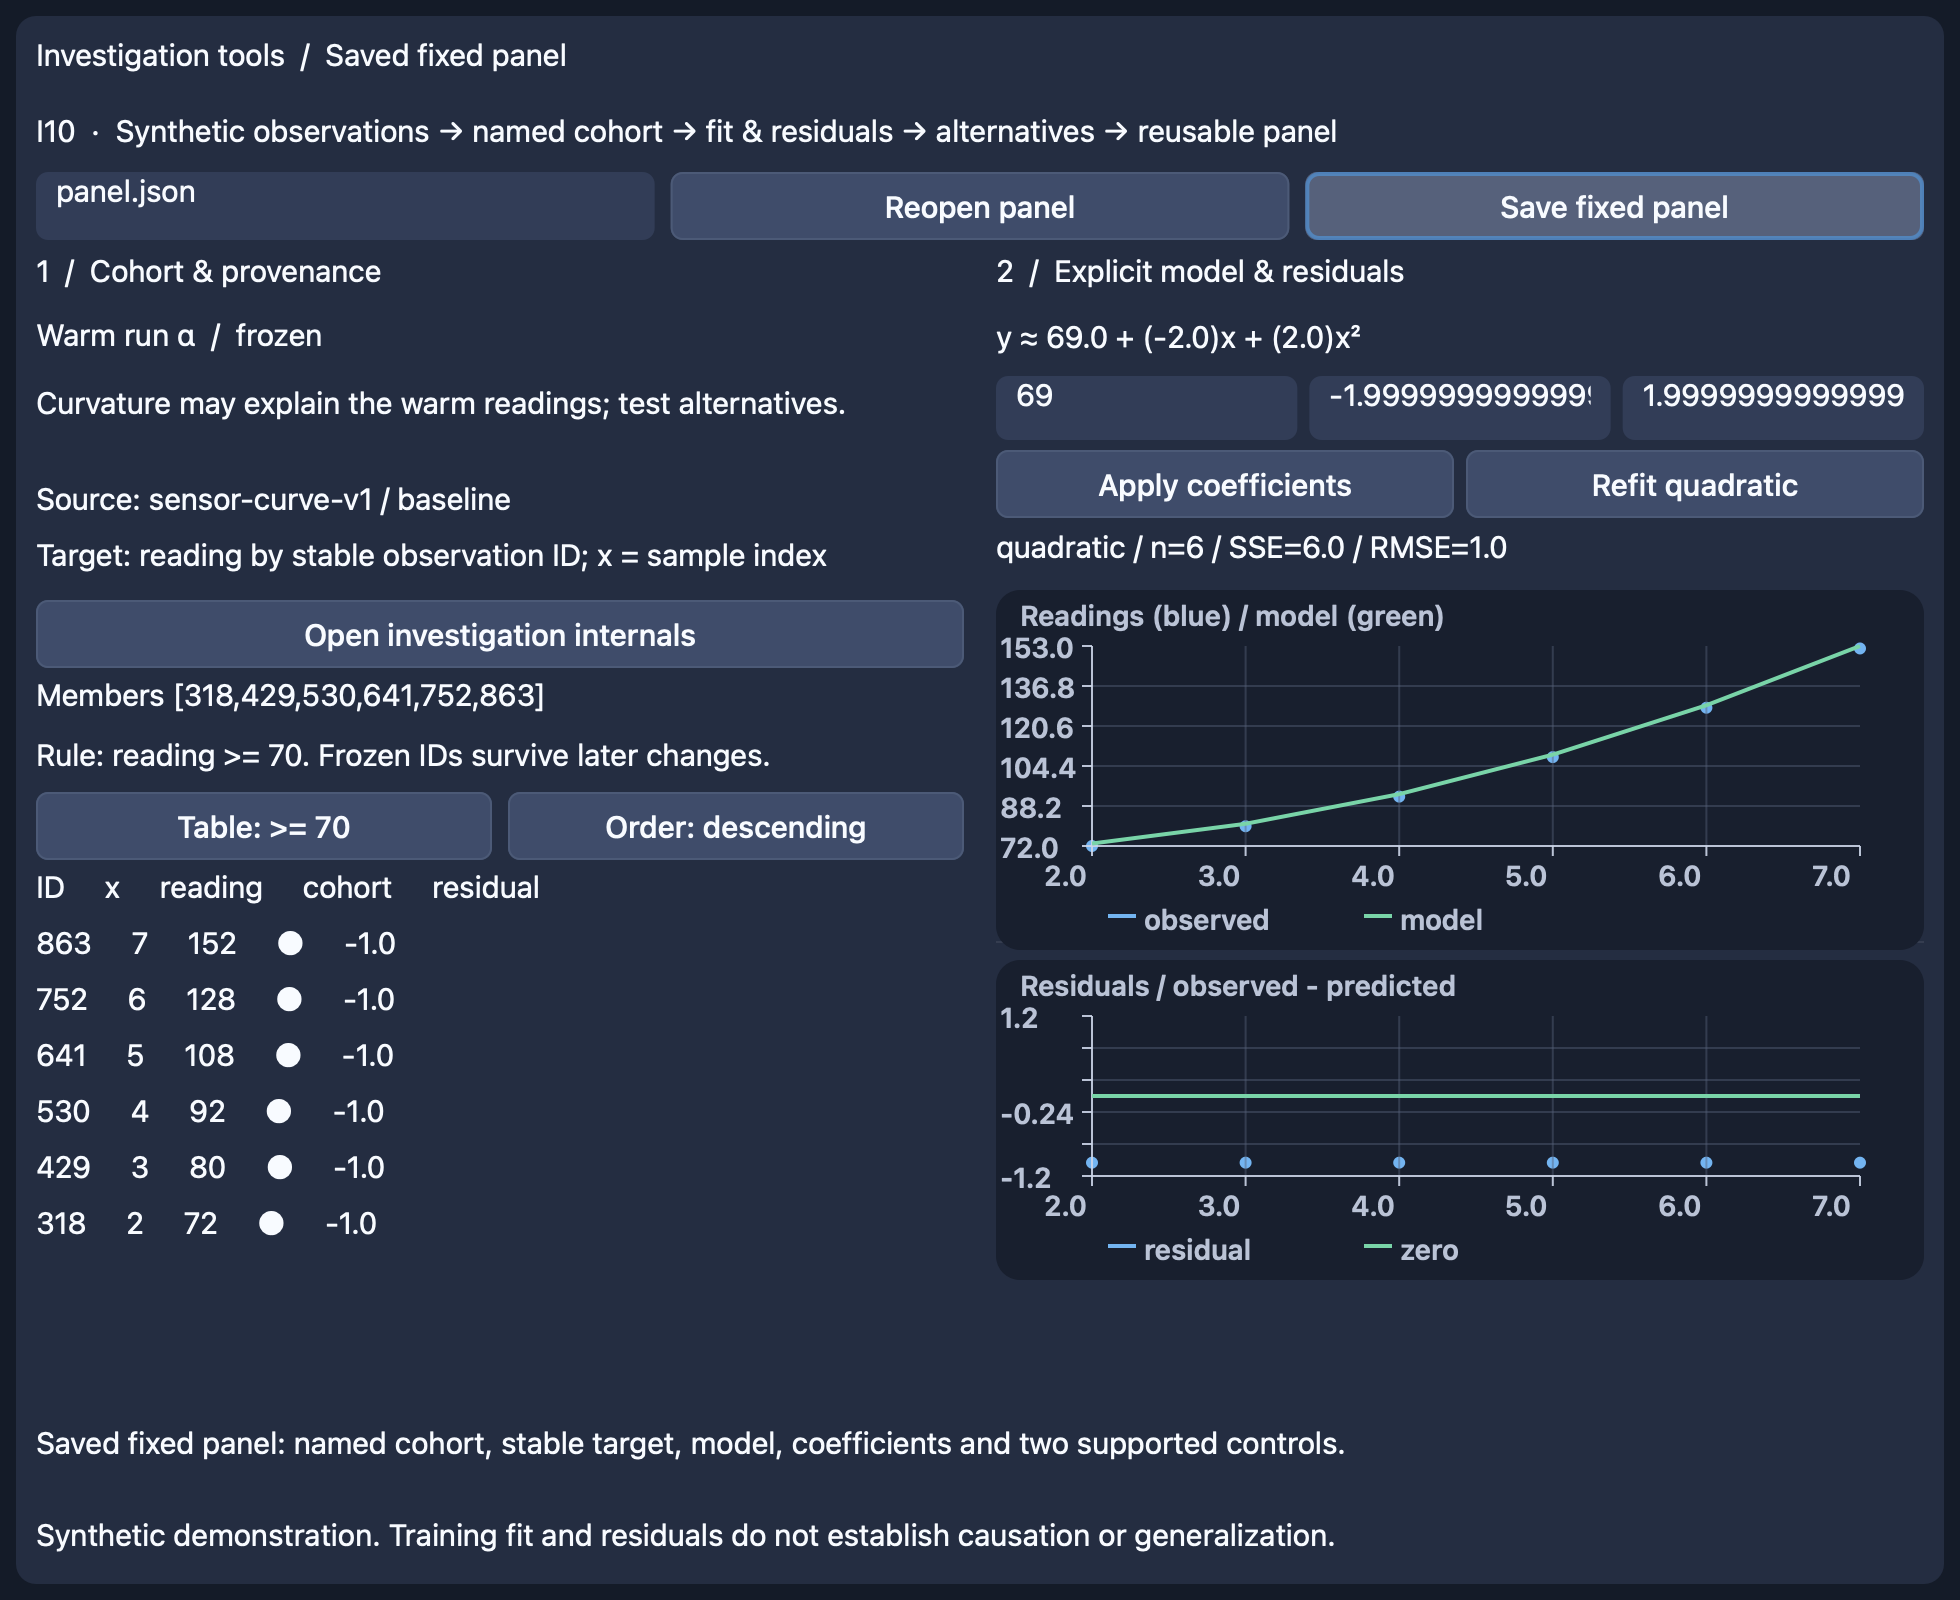 Investigation tools / Saved fixed panel
I10 · Synthetic observations → named cohort → fit & residuals → alternatives → reusable panel
panel.json
Reopen panel
Save fixed panel
1 / Cohort & provenance
Warm run α / frozen
Curvature may explain the warm readings; test alternatives.
Source: sensor-curve-v1 / baseline
Target: reading by stable observation ID; x = sample index
Open investigation internals
Members [318,429,530,641,752,863]
Rule: reading >= 70. Frozen IDs survive later changes.
Table: >= 70
Order: descending
ID x reading cohort residual
863 7 152 ● -1.0
752 6 128 ● -1.0
641 5 108 ● -1.0
530 4 92 ● -1.0
429 3 80 ● -1.0
318 2 72 ● -1.0
2 / Explicit model & residuals
y ≈ 69.0 + (-2.0)x + (2.0)x²
69
-1.9999999999999
1.9999999999999
Apply coefficients
Refit quadratic
quadratic / n=6 / SSE=6.0 / RMSE=1.0
Readings (blue) / model (green)
153.0
136.8
120.6
104.4
88.2
72.0
2.0 3.0 4.0 5.0 6.0 7.0
observed model
Residuals / observed - predicted
1.2
-0.24
-1.2
2.0 3.0 4.0 5.0 6.0 7.0
residual zero
Saved fixed panel: named cohort, stable target, model, coefficients and two supported controls.
Synthetic demonstration. Training fit and residuals do not establish causation or generalization.